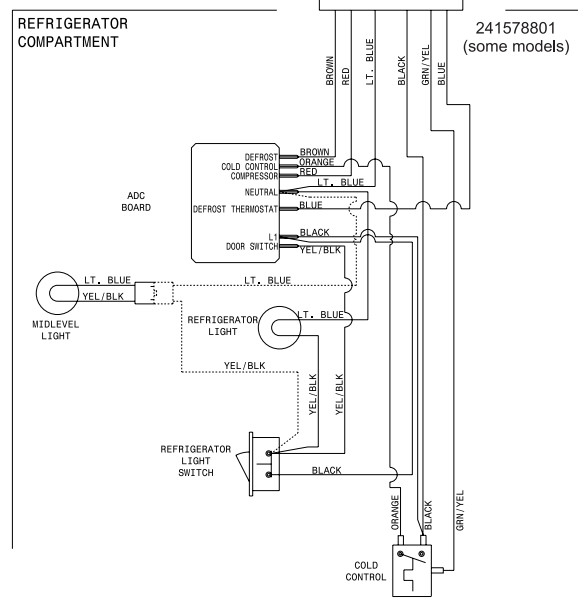 REFRIGERATOR
COMPARTMENT
241578801
(some models)
BROWN
RED
LT. BLUE
BLACK
GRN/YEL
BLUE
ADC
BOARD
DEFROST
COLD CONTROL
COMPRESSOR
NEUTRAL
DEFROST THERMOSTAT
L1
DOOR SWITCH
BROWN
ORANGE
RED
LT. BLUE
BLUE
BLACK
YEL/BLK
LT. BLUE
YEL/BLK
MIDLEVEL
LIGHT
LT. BLUE
REFRIGERATOR
LIGHT
LT. BLUE
YEL/BLK
YEL/BLK
YEL/BLK
REFRIGERATOR
LIGHT
SWITCH
BLACK
ORANGE
BLACK
GRN/YEL
COLD
CONTROL